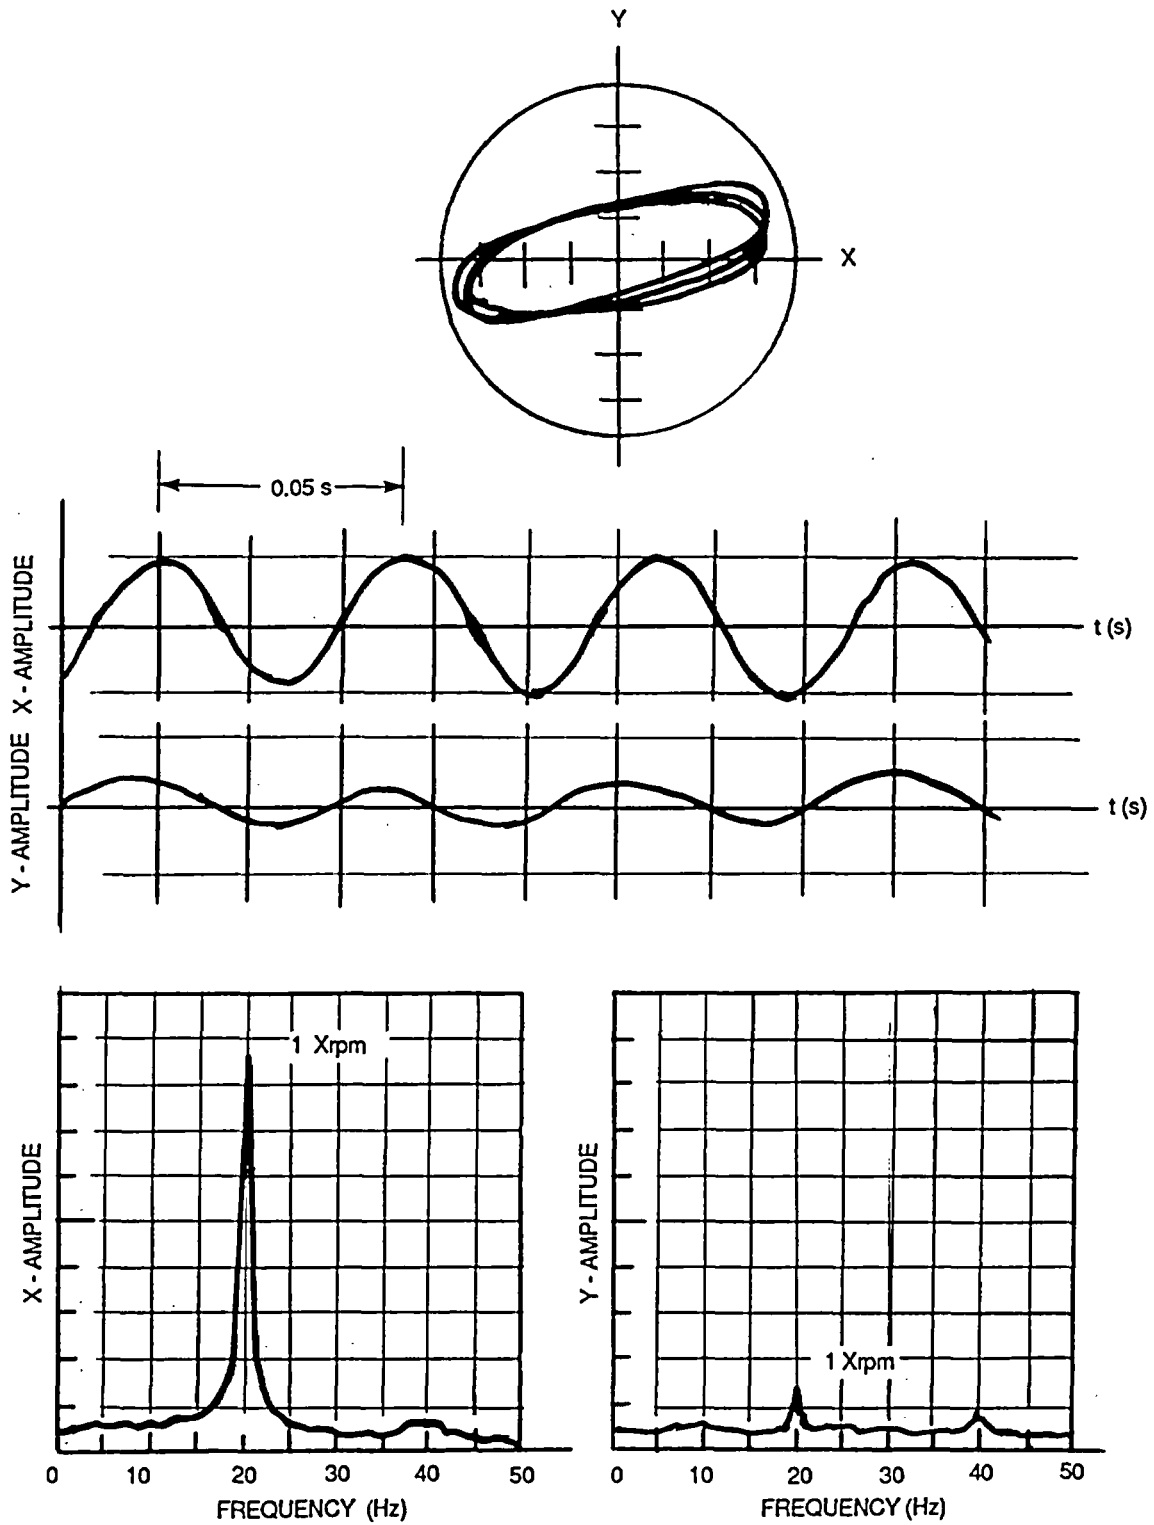 Y
X
0.05 s
X - AMPLITUDE
t (s)
Y - AMPLITUDE
t (s)
1 Xrpm
X - AMPLITUDE
0 10 20 30 40 50
FREQUENCY (Hz)
1 Xrpm
Y - AMPLITUDE
0 10 20 30 40 50
FREQUENCY (Hz)